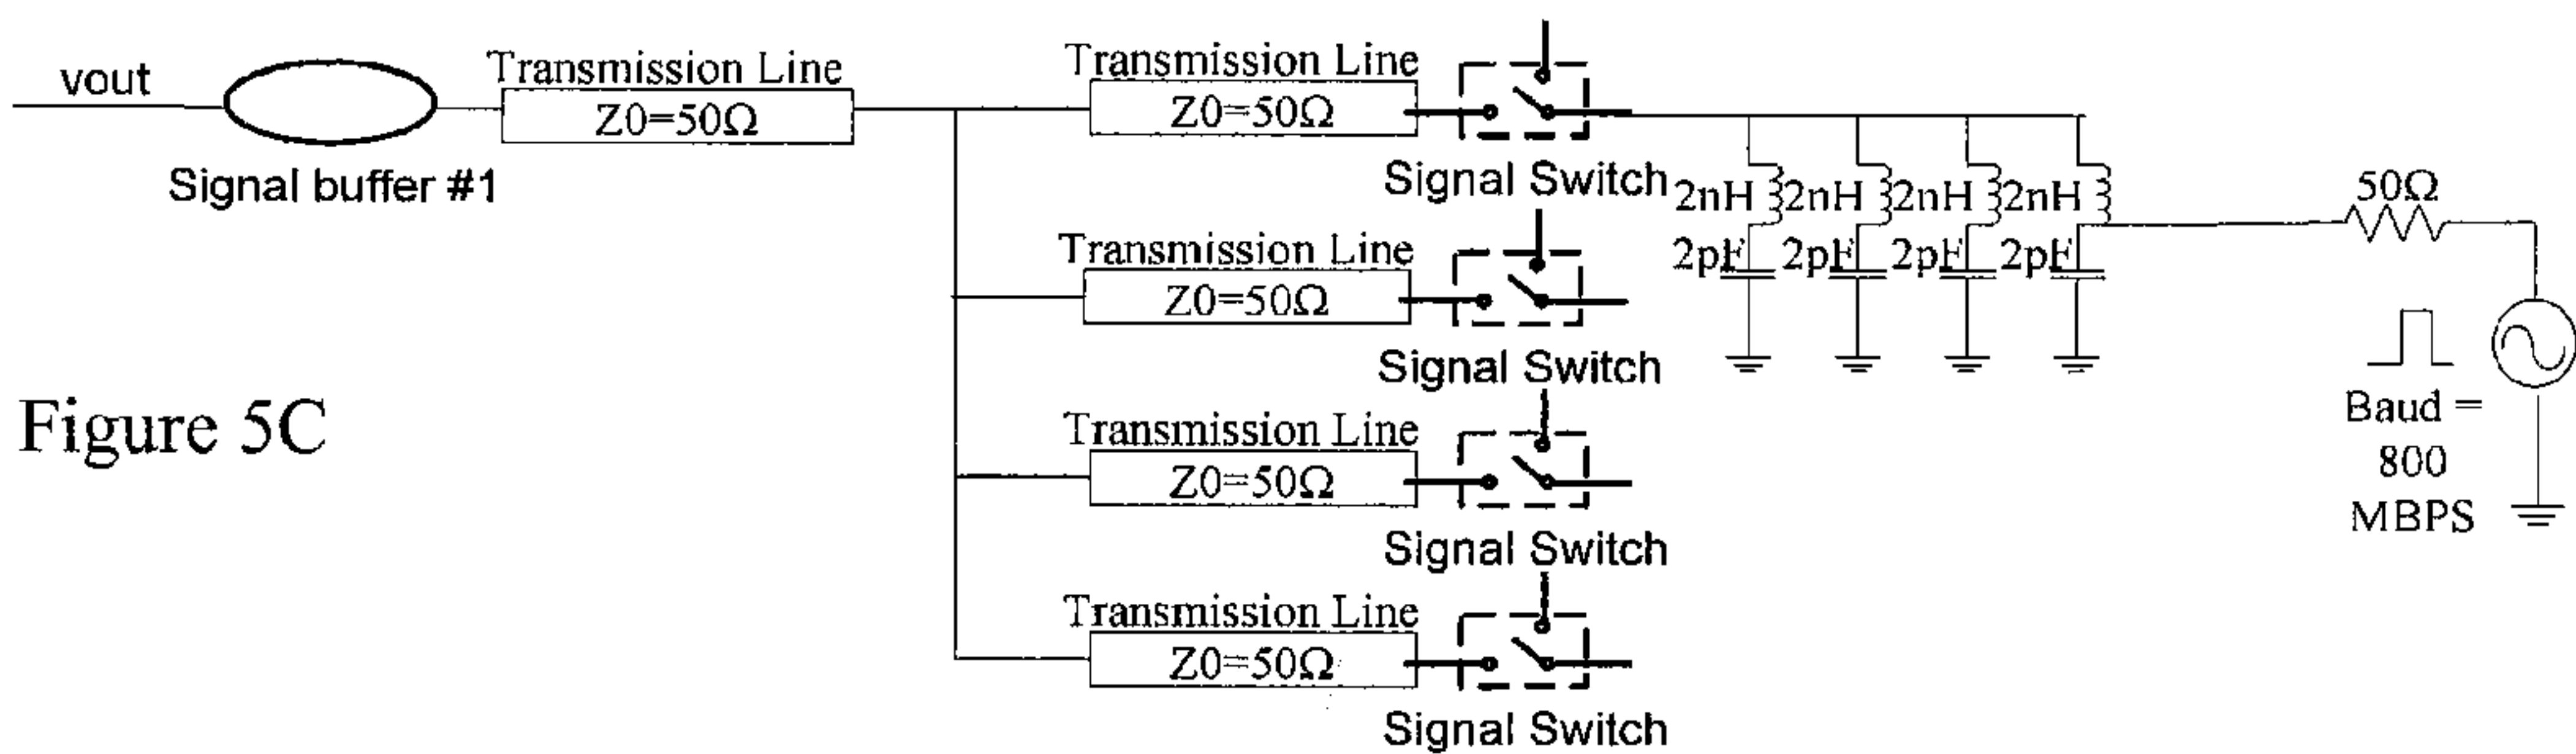 vout
Signal buffer #1
Transmission Line
Z0=50Ω
Transmission Line
Z0=50Ω
Signal Switch
Transmission Line
Z0=50Ω
Signal Switch
Transmission Line
Z0=50Ω
Signal Switch
Transmission Line
Z0=50Ω
Signal Switch
2nH 2nH 2nH 2nH
2pF 2pF 2pF 2pF
50Ω
Baud =
800
MBPS
Figure 5C